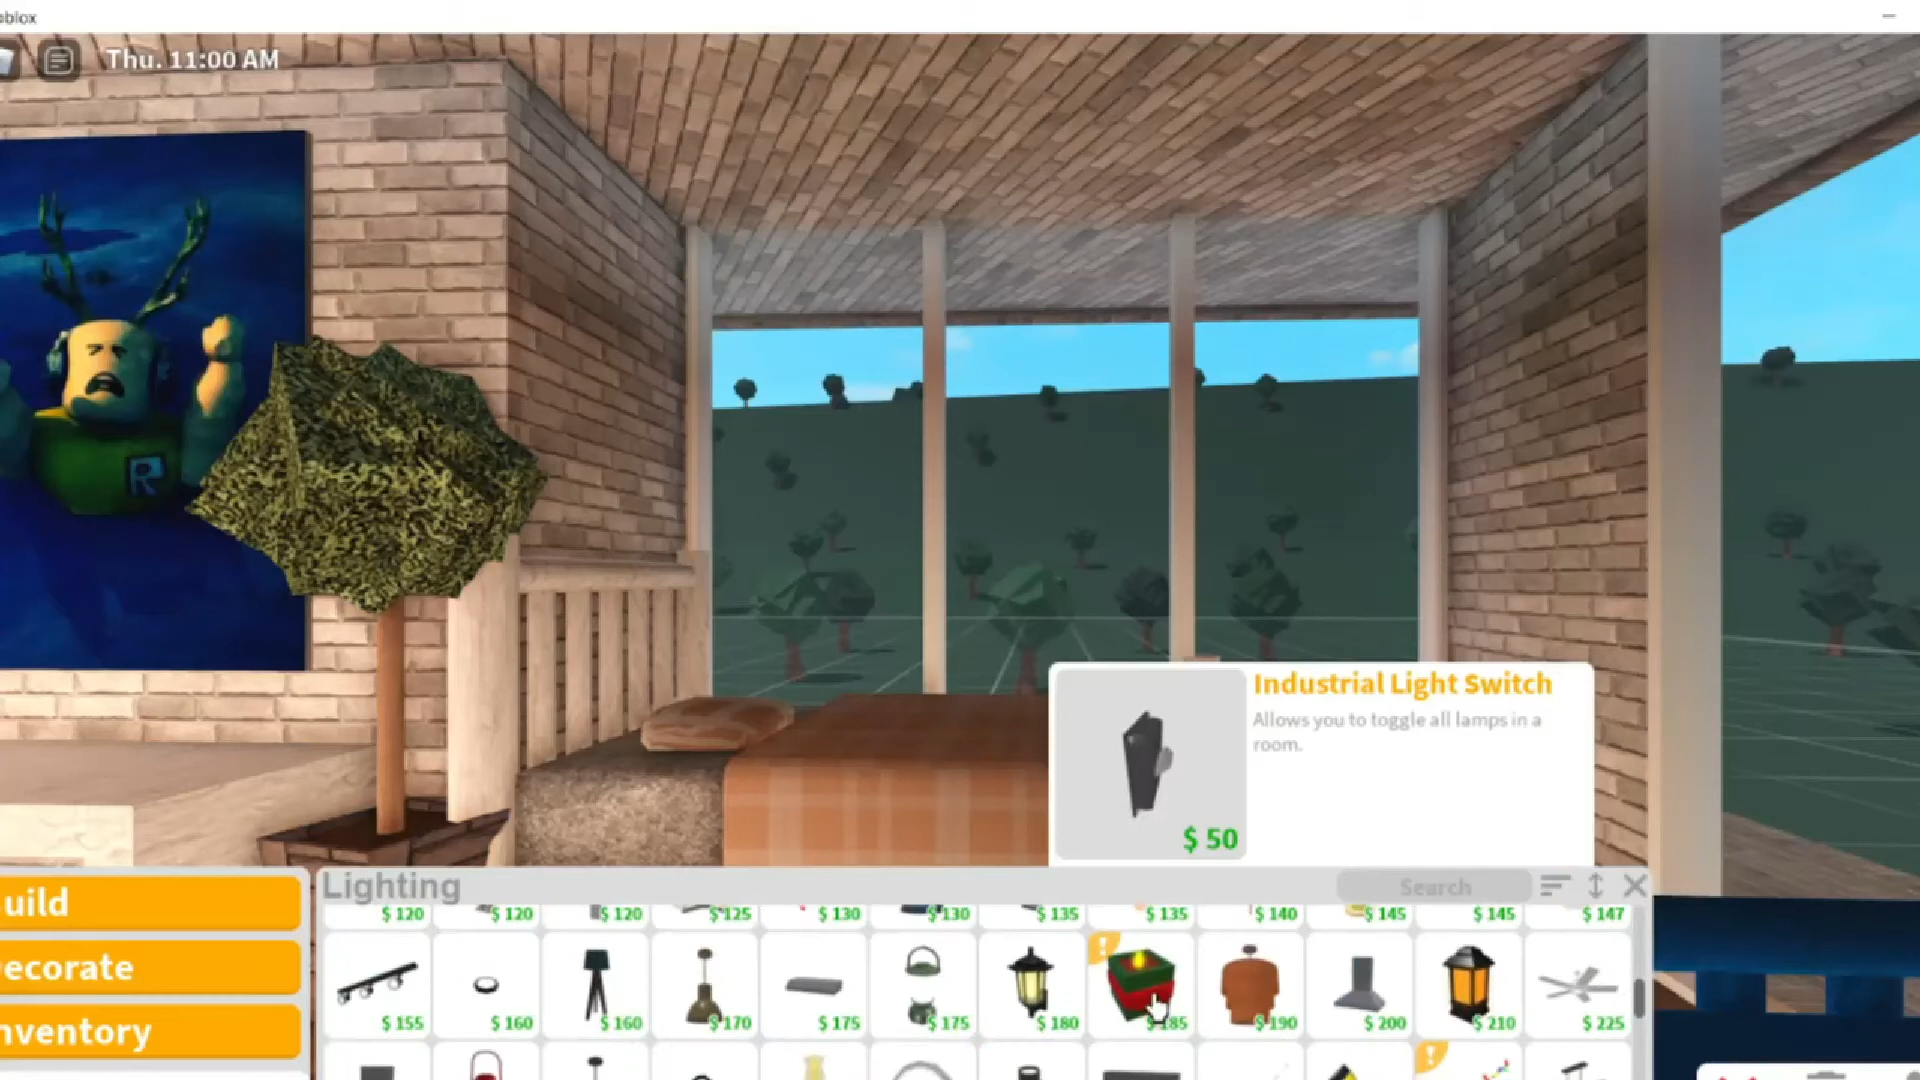 oblox
Thu. 11:00 AM
R
Industrial Light Switch
Allows you to toggle all lamps in a
room.
$ 50
uild
Lighting
Search
$ 120 $ 120 $ 120 $ 125 $ 130 $ 130 $ 135 $ 135 $ 140 $ 145 $ 145 $ 147
ecorate
!
$ 155 $ 160 $ 160 $ 170 $ 175 $ 175 $ 180 $ 185 $ 190 $ 200 $ 210 $ 225
nventory
!